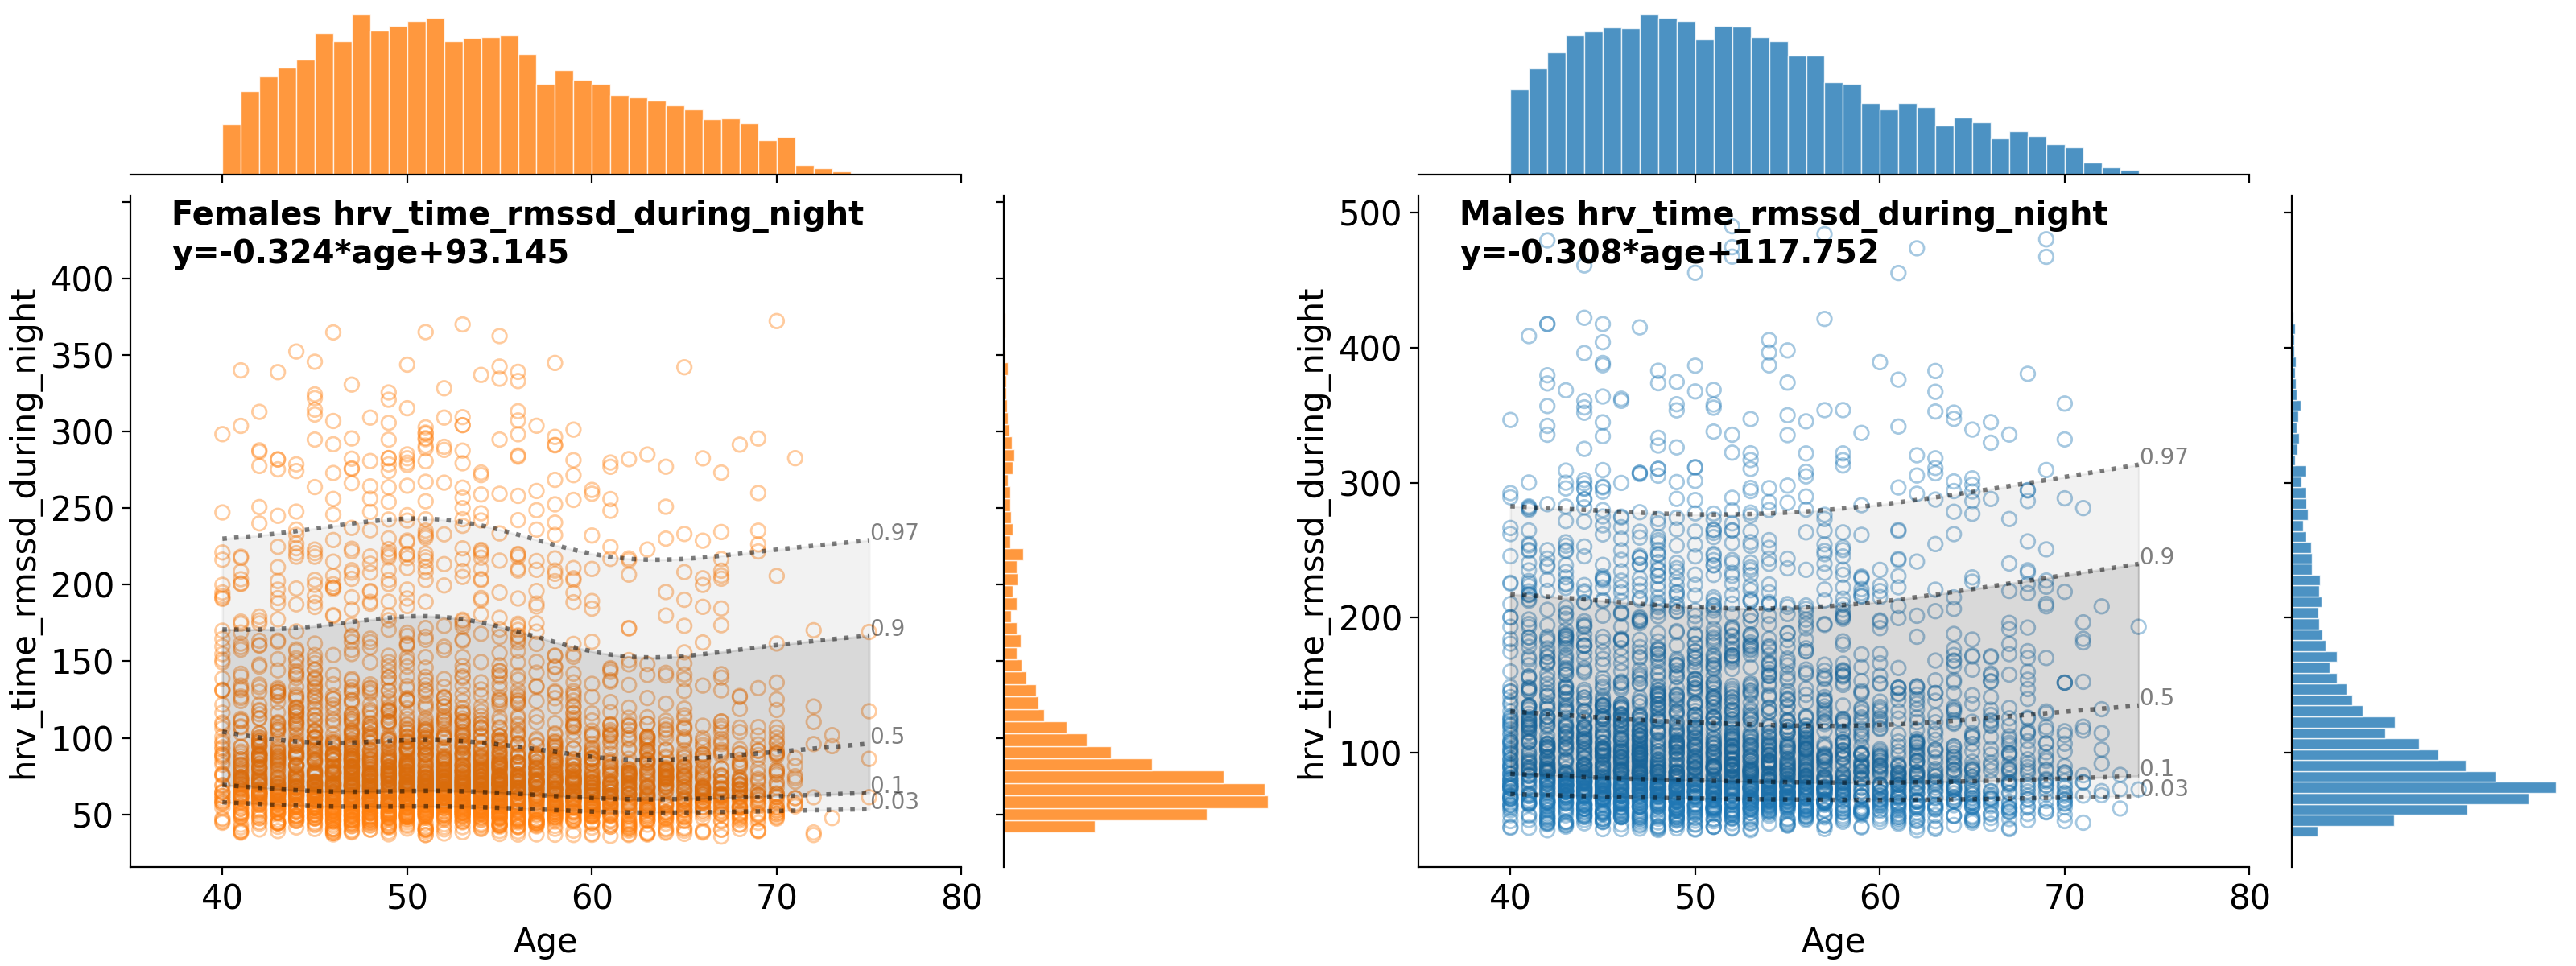 Females hrv_time_rmssd_during_night
y=-0.324*age+93.145
hrv_time_rmssd_during_night
400
350
300
250
200
150
100
50
0.97
0.9
0.5
0.1
0.03
40 50 60 70 80
Age
Males hrv_time_rmssd_during_night
y=-0.308*age+117.752
hrv_time_rmssd_during_night
500
400
300
200
100
0.97
0.9
0.5
0.1
0.03
40 50 60 70 80
Age